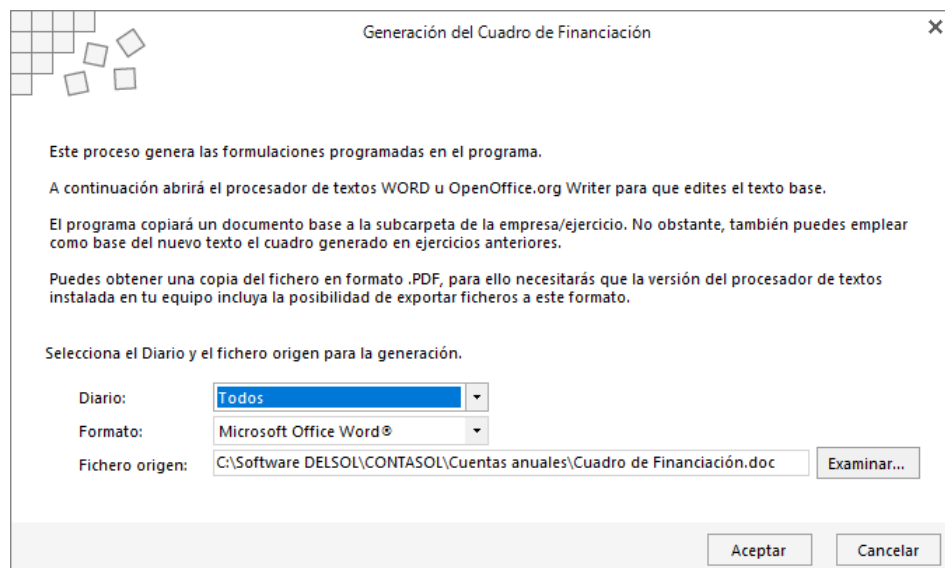 Generación del Cuadro de Financiación
Este proceso genera las formulaciones programadas en el programa.
A continuación abrirá el procesador de textos WORD u OpenOffice.org Writer para que edites el texto base.
El programa copiará un documento base a la subcarpeta de la empresa/ejercicio. No obstante, también puedes emplear
como base del nuevo texto el cuadro generado en ejercicios anteriores.
Puedes obtener una copia del fichero en formato .PDF, para ello necesitarás que la versión del procesador de textos
instalada en tu equipo incluya la posibilidad de exportar ficheros a este formato.
Selecciona el Diario y el fichero origen para la generación.
Diario: Todos
Formato: Microsoft Office Word®
Fichero origen: C:\Software DELSOL\CONTASOL\Cuentas anuales\Cuadro de Financiación.doc Examinar...
Aceptar Cancelar